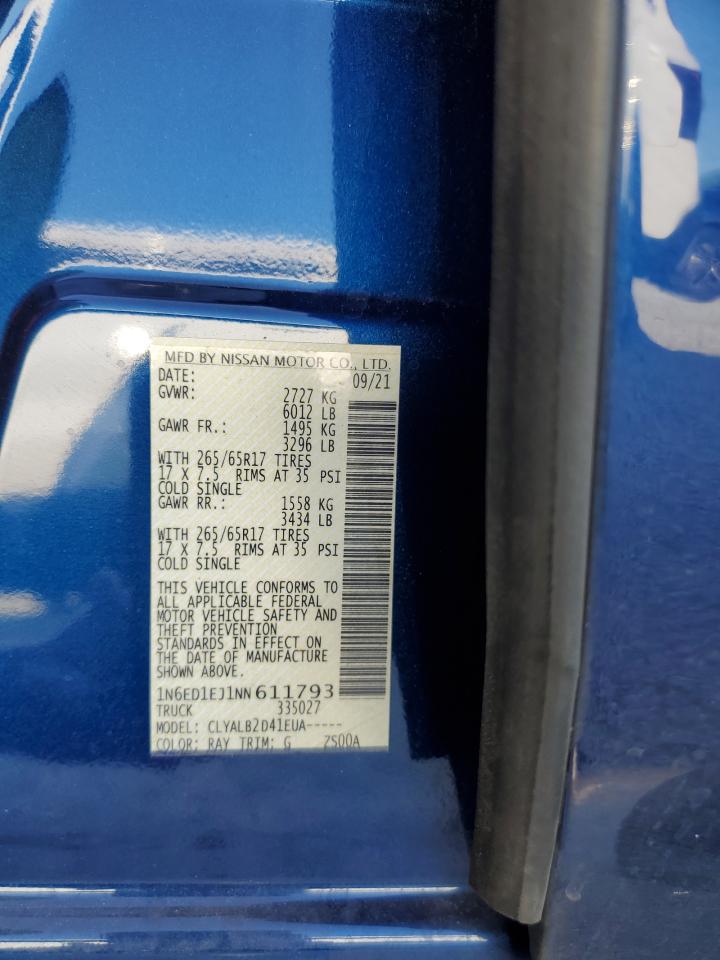 MFD BY NISSAN MOTOR CO., LTD.
DATE: 09/21
GVWR: 2727 KG
6012 LB
GAWR FR.: 1495 KG
3296 LB
WITH 265/65R17 TIRES
17 X 7.5 RIMS AT 35 PSI
COLD SINGLE
GAWR RR.: 1558 KG
3434 LB
WITH 265/65R17 TIRES
17 X 7.5 RIMS AT 35 PSI
COLD SINGLE
THIS VEHICLE CONFORMS TO
ALL APPLICABLE FEDERAL
MOTOR VEHICLE SAFETY AND
THEFT PREVENTION
STANDARDS IN EFFECT ON
THE DATE OF MANUFACTURE
SHOWN ABOVE.
1N6ED1EJ1NN611793
TRUCK 335027
MODEL: CLYALB2D41EUA-----
COLOR: RAY TRIM: G 7S00A